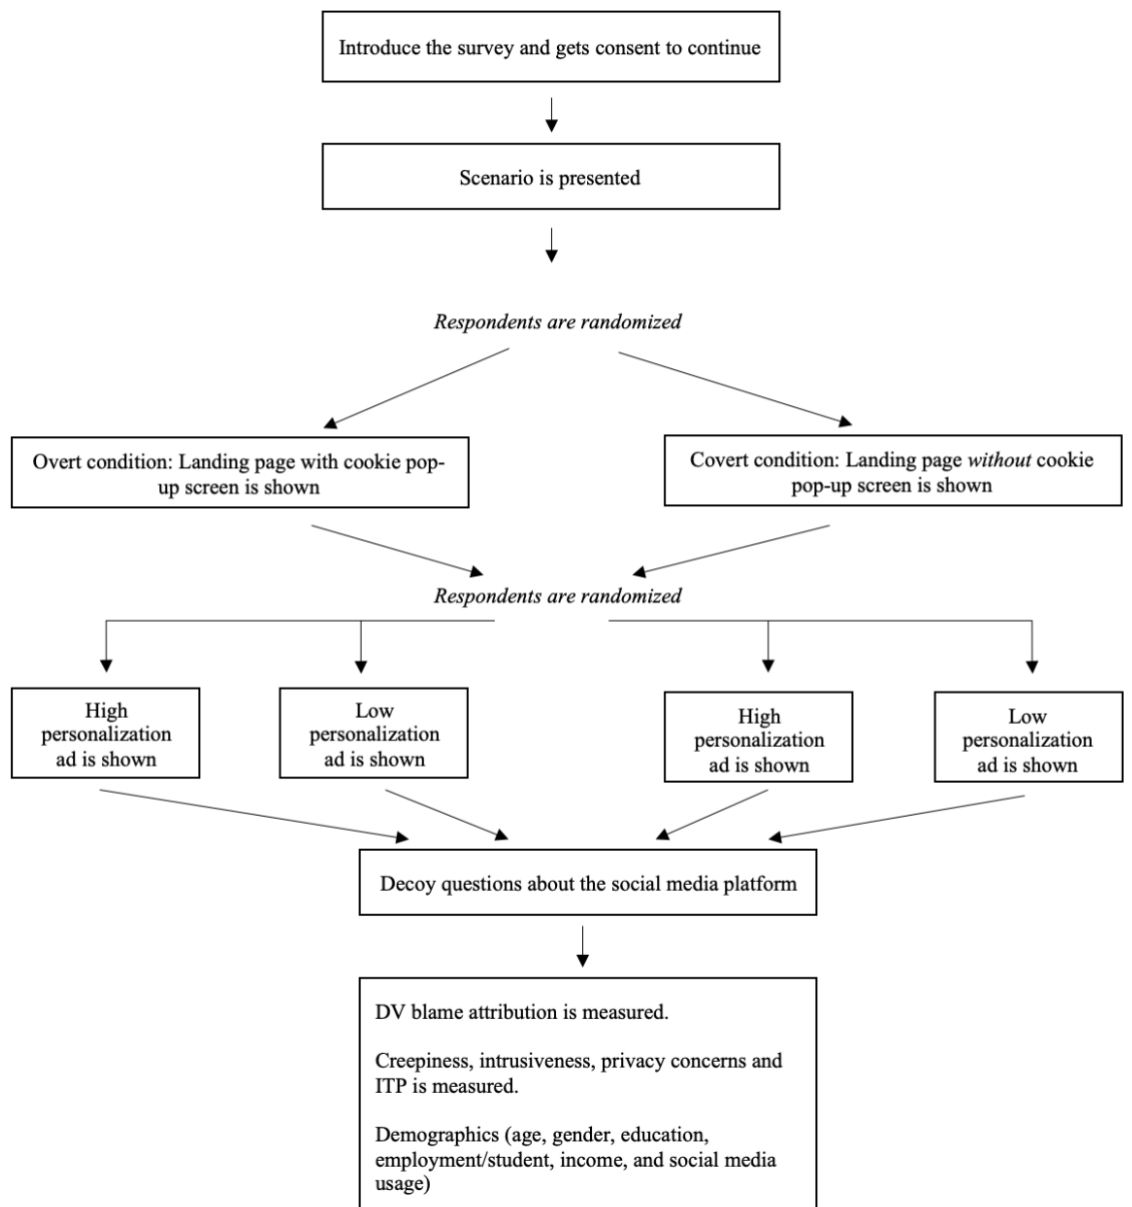 Introduce the survey and gets consent to continue
Scenario is presented
Respondents are randomized
Overt condition: Landing page with cookie pop-
up screen is shown
Covert condition: Landing page without cookie
pop-up screen is shown
Respondents are randomized
High
personalization
ad is shown
Low
personalization
ad is shown
High
personalization
ad is shown
Low
personalization
ad is shown
Decoy questions about the social media platform
DV blame attribution is measured.
Creepiness, intrusiveness, privacy concerns and
ITP is measured.
Demographics (age, gender, education,
employment/student, income, and social media
usage)